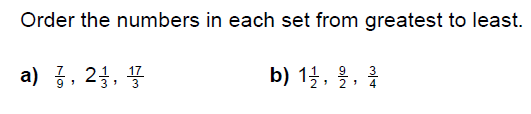 Order the numbers in each set from greatest to least.
a) 7/9, 2 1/3, 17/3 b) 1 1/2, 9/2, 3/4